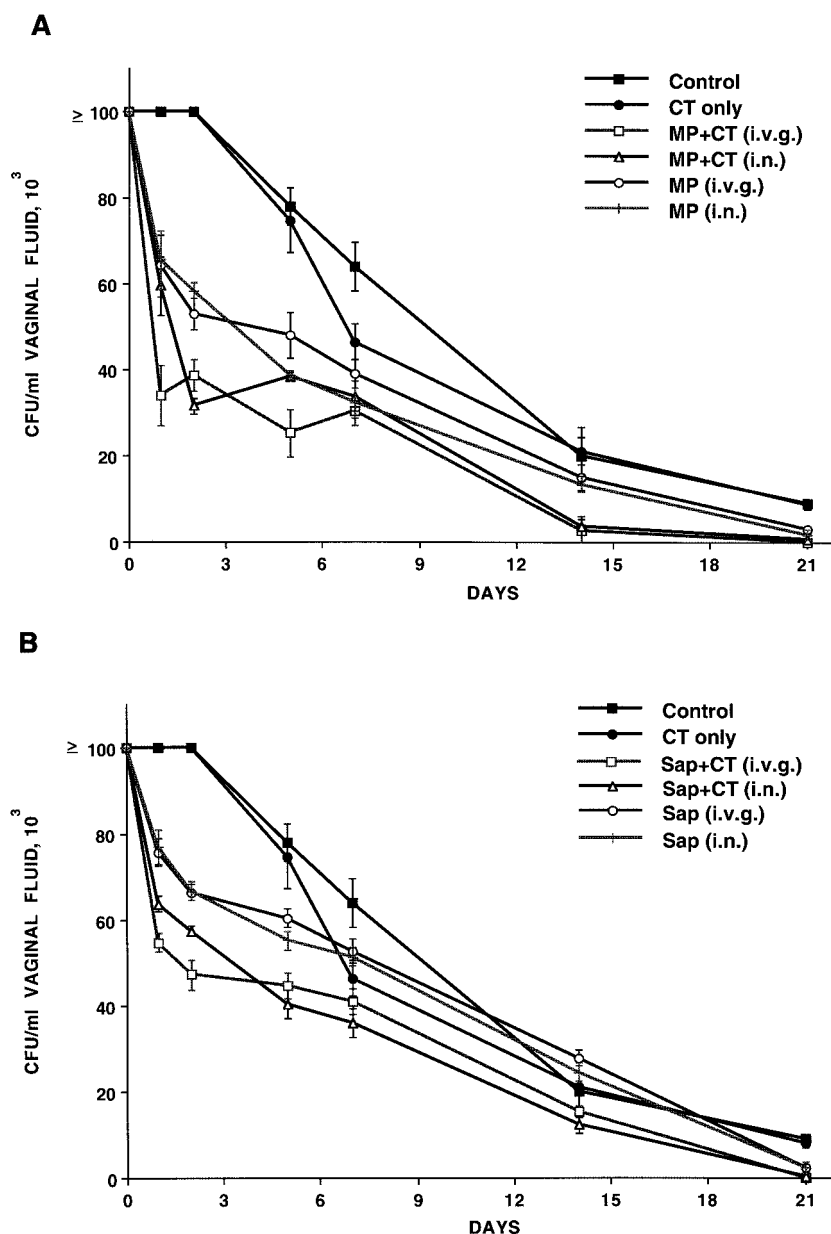 A
Control
CT only
MP+CT (i.v.g.)
MP+CT (i.n.)
MP (i.v.g.)
MP (i.n.)
≥ 100
80
60
40
20
0
CFU/ml VAGINAL FLUID, 10³
0 3 6 9 12 15 18 21
DAYS
B
Control
CT only
Sap+CT (i.v.g.)
Sap+CT (i.n.)
Sap (i.v.g.)
Sap (i.n.)
≥ 100
80
60
40
20
0
CFU/ml VAGINAL FLUID, 10³
0 3 6 9 12 15 18 21
DAYS